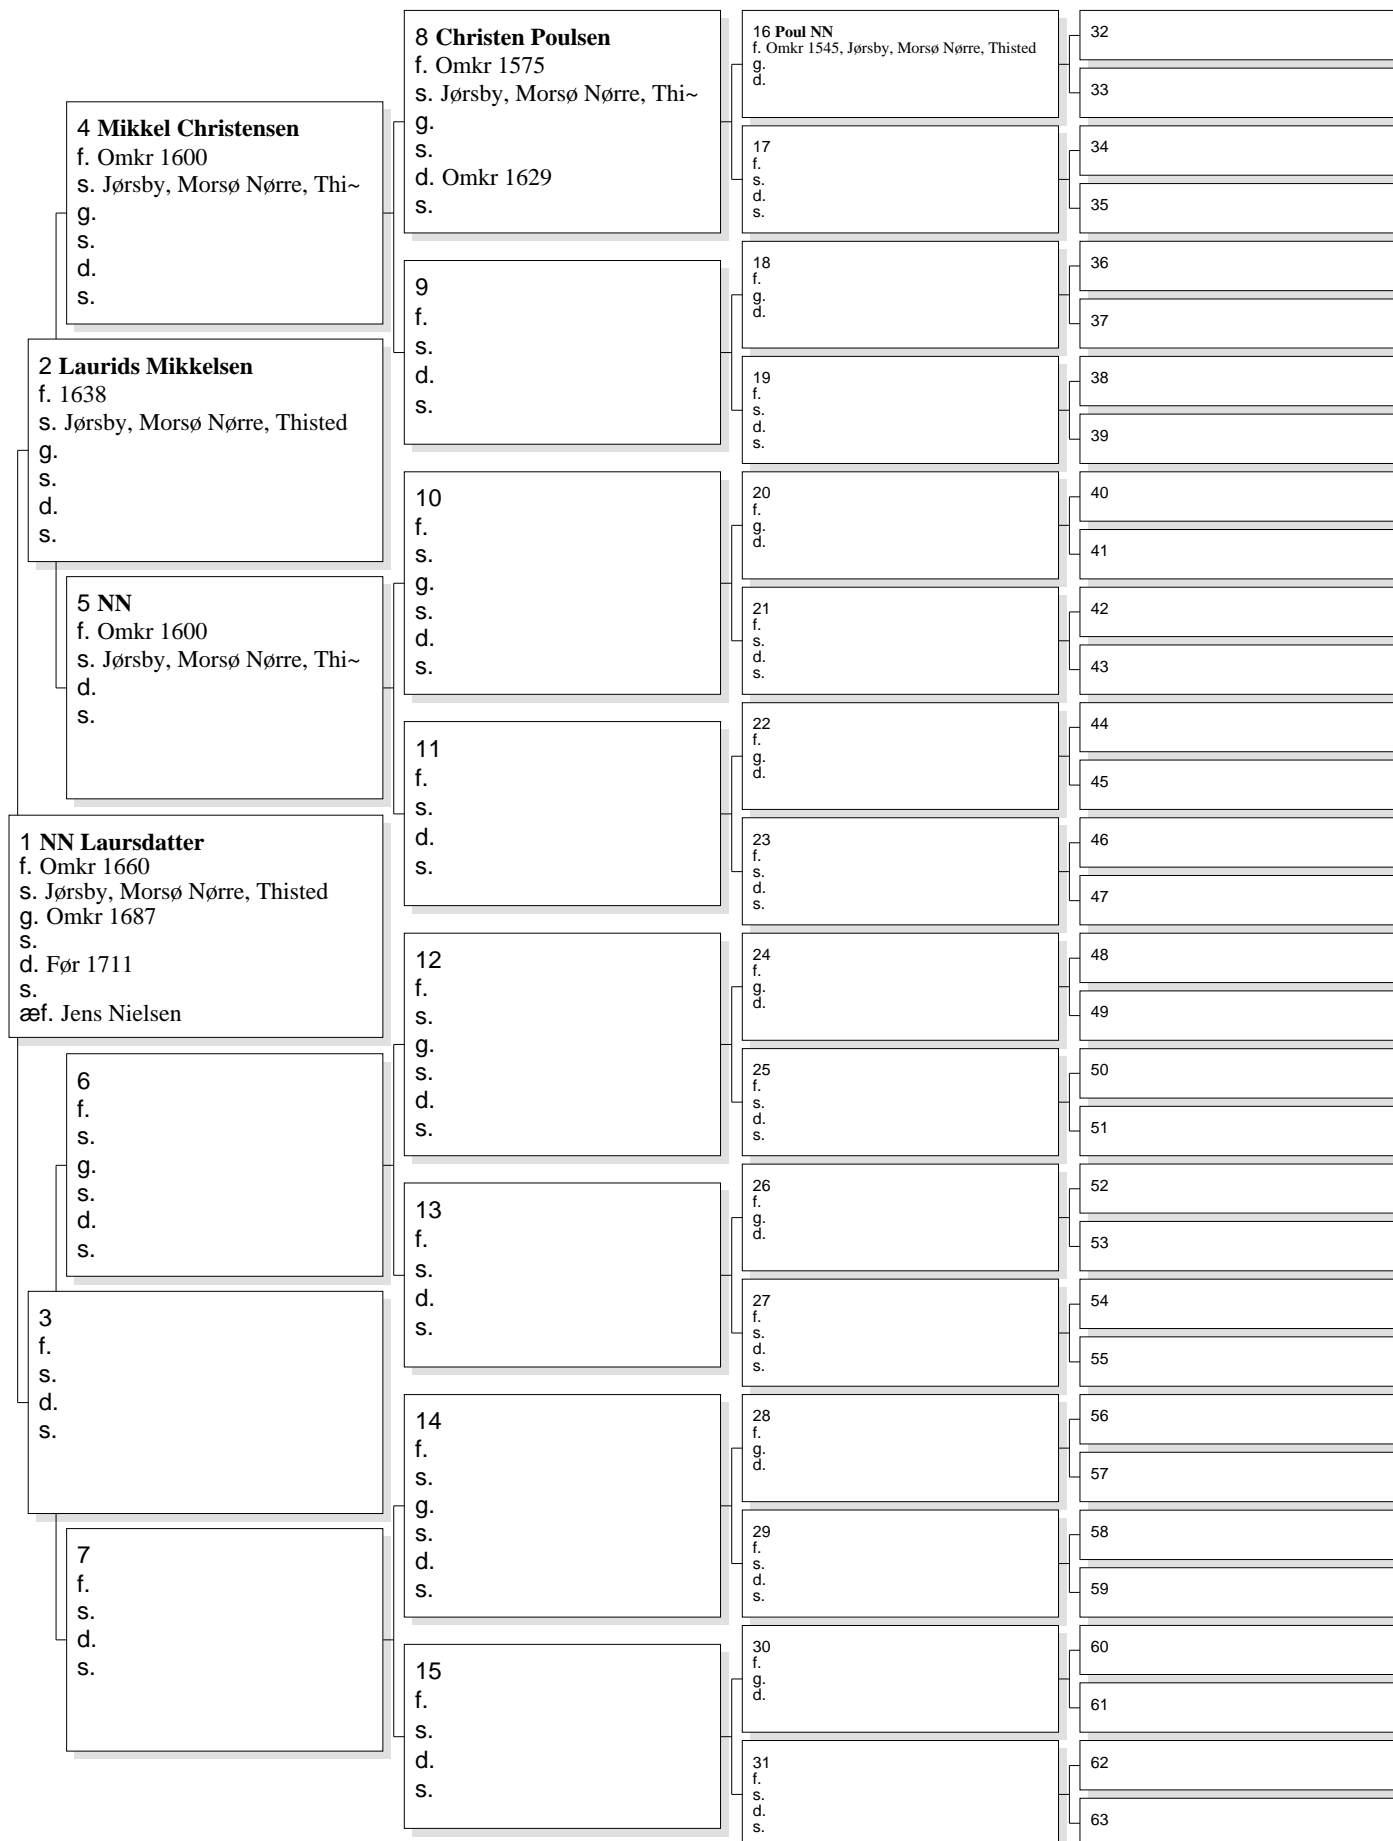 8 Christen Poulsen
f. Omkr 1575
s. Jørsby, Morsø Nørre, Thi~
g.
s.
d. Omkr 1629
s.
16 Poul NN
f. Omkr 1545, Jørsby, Morsø Nørre, Thisted
g.
d.
32
33
4 Mikkel Christensen
f. Omkr 1600
s. Jørsby, Morsø Nørre, Thi~
g.
s.
d.
s.
17
f.
s.
d.
s.
34
35
9
f.
s.
d.
s.
18
f.
g.
d.
36
37
2 Laurids Mikkelsen
f. 1638
s. Jørsby, Morsø Nørre, Thisted
g.
s.
d.
s.
19
f.
s.
d.
s.
38
39
10
f.
s.
g.
s.
d.
s.
20
f.
g.
d.
40
41
5 NN
f. Omkr 1600
s. Jørsby, Morsø Nørre, Thi~
d.
s.
21
f.
s.
d.
s.
42
43
11
f.
s.
d.
s.
22
f.
g.
d.
44
45
1 NN Laursdatter
f. Omkr 1660
s. Jørsby, Morsø Nørre, Thisted
g. Omkr 1687
s.
d. Før 1711
s.
æf. Jens Nielsen
23
f.
s.
d.
s.
46
47
12
f.
s.
g.
s.
d.
s.
24
f.
g.
d.
48
49
6
f.
s.
g.
s.
d.
s.
25
f.
s.
d.
s.
50
51
13
f.
s.
d.
s.
26
f.
g.
d.
52
53
3
f.
s.
d.
s.
27
f.
s.
d.
s.
54
55
14
f.
s.
g.
s.
d.
s.
28
f.
g.
d.
56
57
7
f.
s.
d.
s.
29
f.
s.
d.
s.
58
59
15
f.
s.
d.
s.
30
f.
g.
d.
60
61
31
f.
s.
d.
s.
62
63